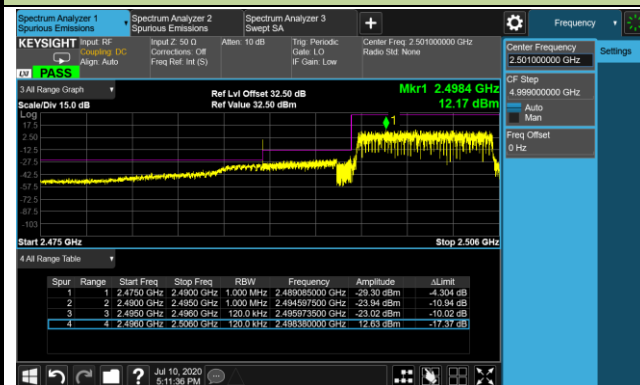 Spectrum Analyzer 1
Spurious Emissions
Spectrum Analyzer 2
Spurious Emissions
Spectrum Analyzer 3
Swept SA
+
Frequency
KEYSIGHT
Input: RF
Coupling: DC
Align: Auto
Input Z: 50 Ω
Corrections: Off
Freq Ref: Int (S)
Atten: 10 dB
Trig: Periodic
Gate: LO
IF Gain: Low
Center Freq: 2.501000000 GHz
Radio Std: None
LXI PASS
3 All Range Graph
Scale/Div 15.0 dB
Ref Lvl Offset 32.50 dB
Ref Value 32.50 dBm
Mkr1 2.4984 GHz
12.17 dBm
Log
17.5
2.50
-12.5
-27.5
-42.5
-57.5
-72.5
-87.5
-103
1
Start 2.475 GHz
Stop 2.506 GHz
4 All Range Table
Spur Range Start Freq Stop Freq RBW Frequency Amplitude ΔLimit
1 1 2.4750 GHz 2.4900 GHz 1.000 MHz 2.489085000 GHz -29.30 dBm -4.304 dB
2 2 2.4900 GHz 2.4950 GHz 1.000 MHz 2.494597500 GHz -23.94 dBm -10.94 dB
3 3 2.4950 GHz 2.4960 GHz 120.0 kHz 2.495973500 GHz -23.02 dBm -10.02 dB
4 4 2.4960 GHz 2.5060 GHz 120.0 kHz 2.498380000 GHz 12.63 dBm -17.37 dB
Center Frequency
2.501000000 GHz
Settings
CF Step
4.999000000 GHz
Auto
Man
Freq Offset
0 Hz
?
Jul 10, 2020
5:11:36 PM